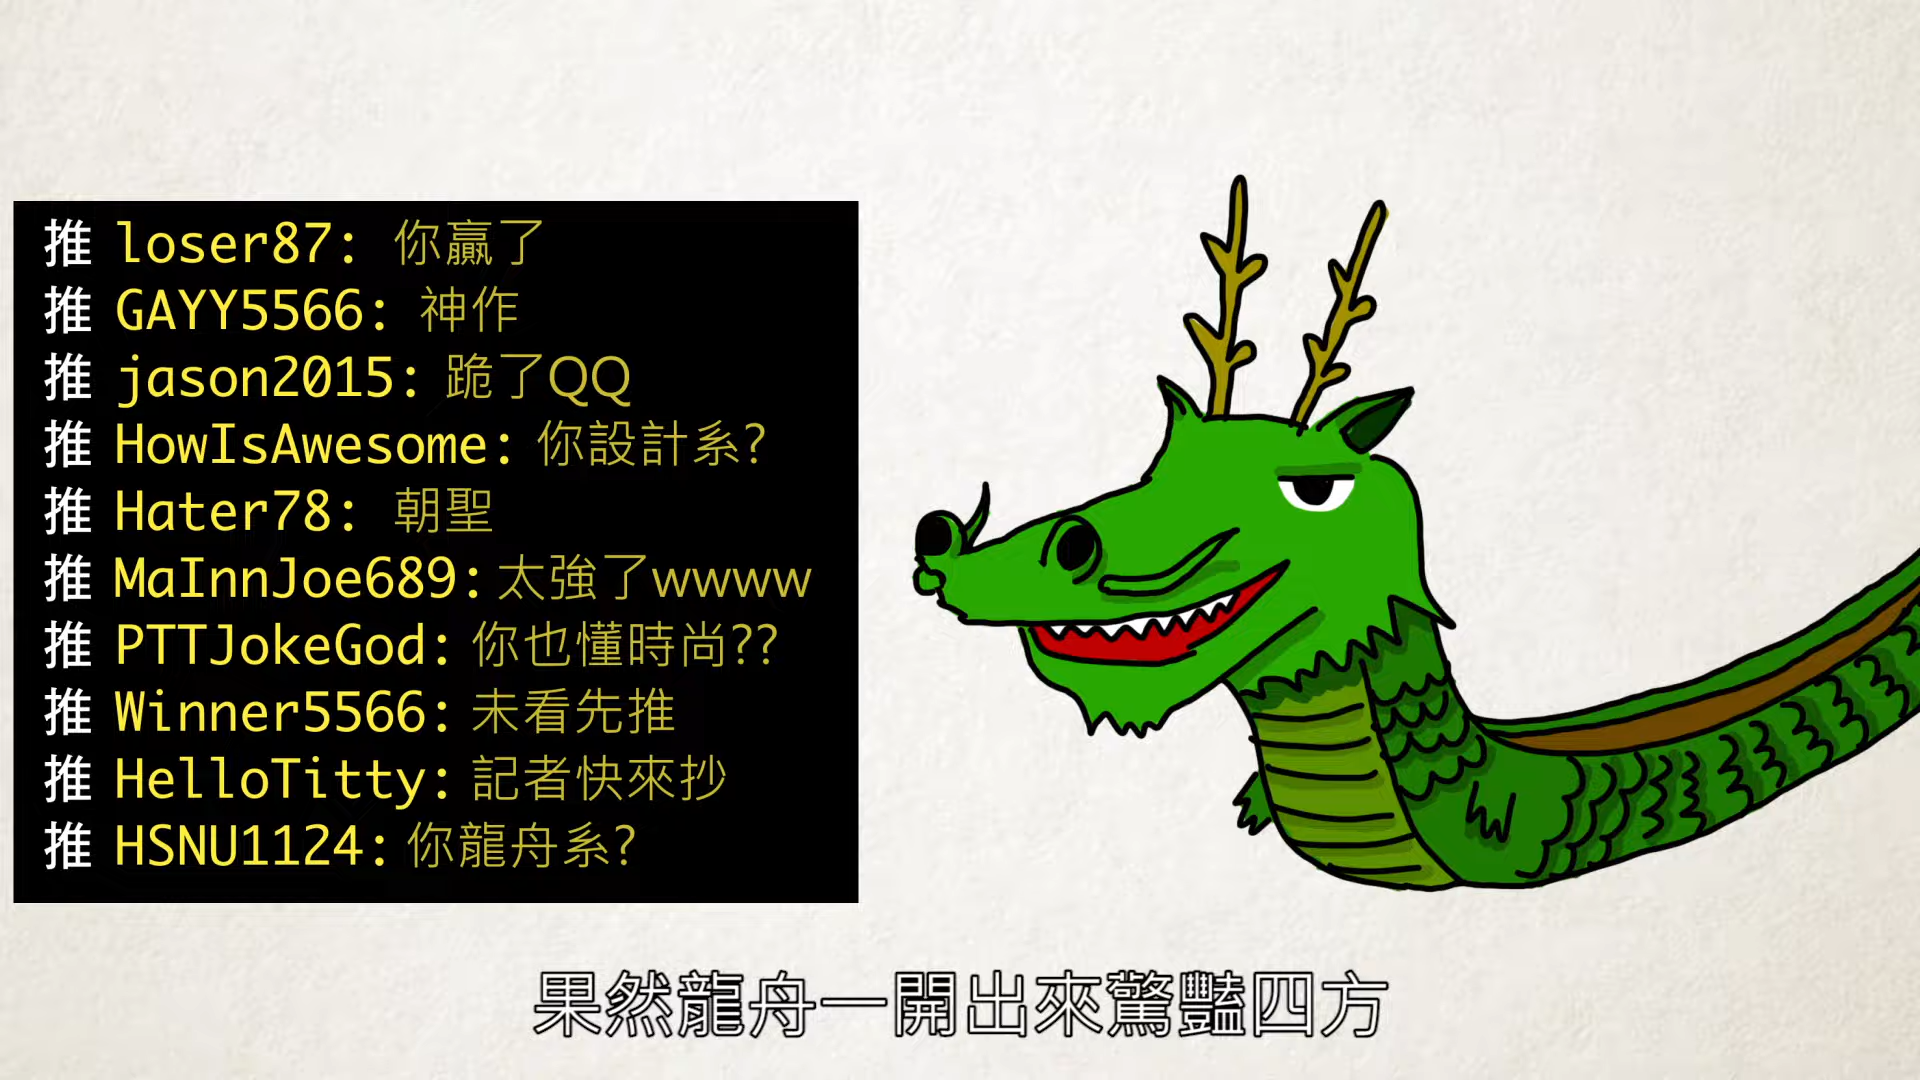 推 loser87: 你贏了
推 GAYY5566: 神作
推 jason2015: 跪了QQ
推 HowIsAwesome: 你設計系?
推 Hater78: 朝聖
推 MaInnJoe689: 太強了wwww
推 PTTJokeGod: 你也懂時尚??
推 Winner5566: 未看先推
推 HelloTitty: 記者快來抄
推 HSNU1124: 你龍舟系?
果然龍舟一開出來驚豔四方